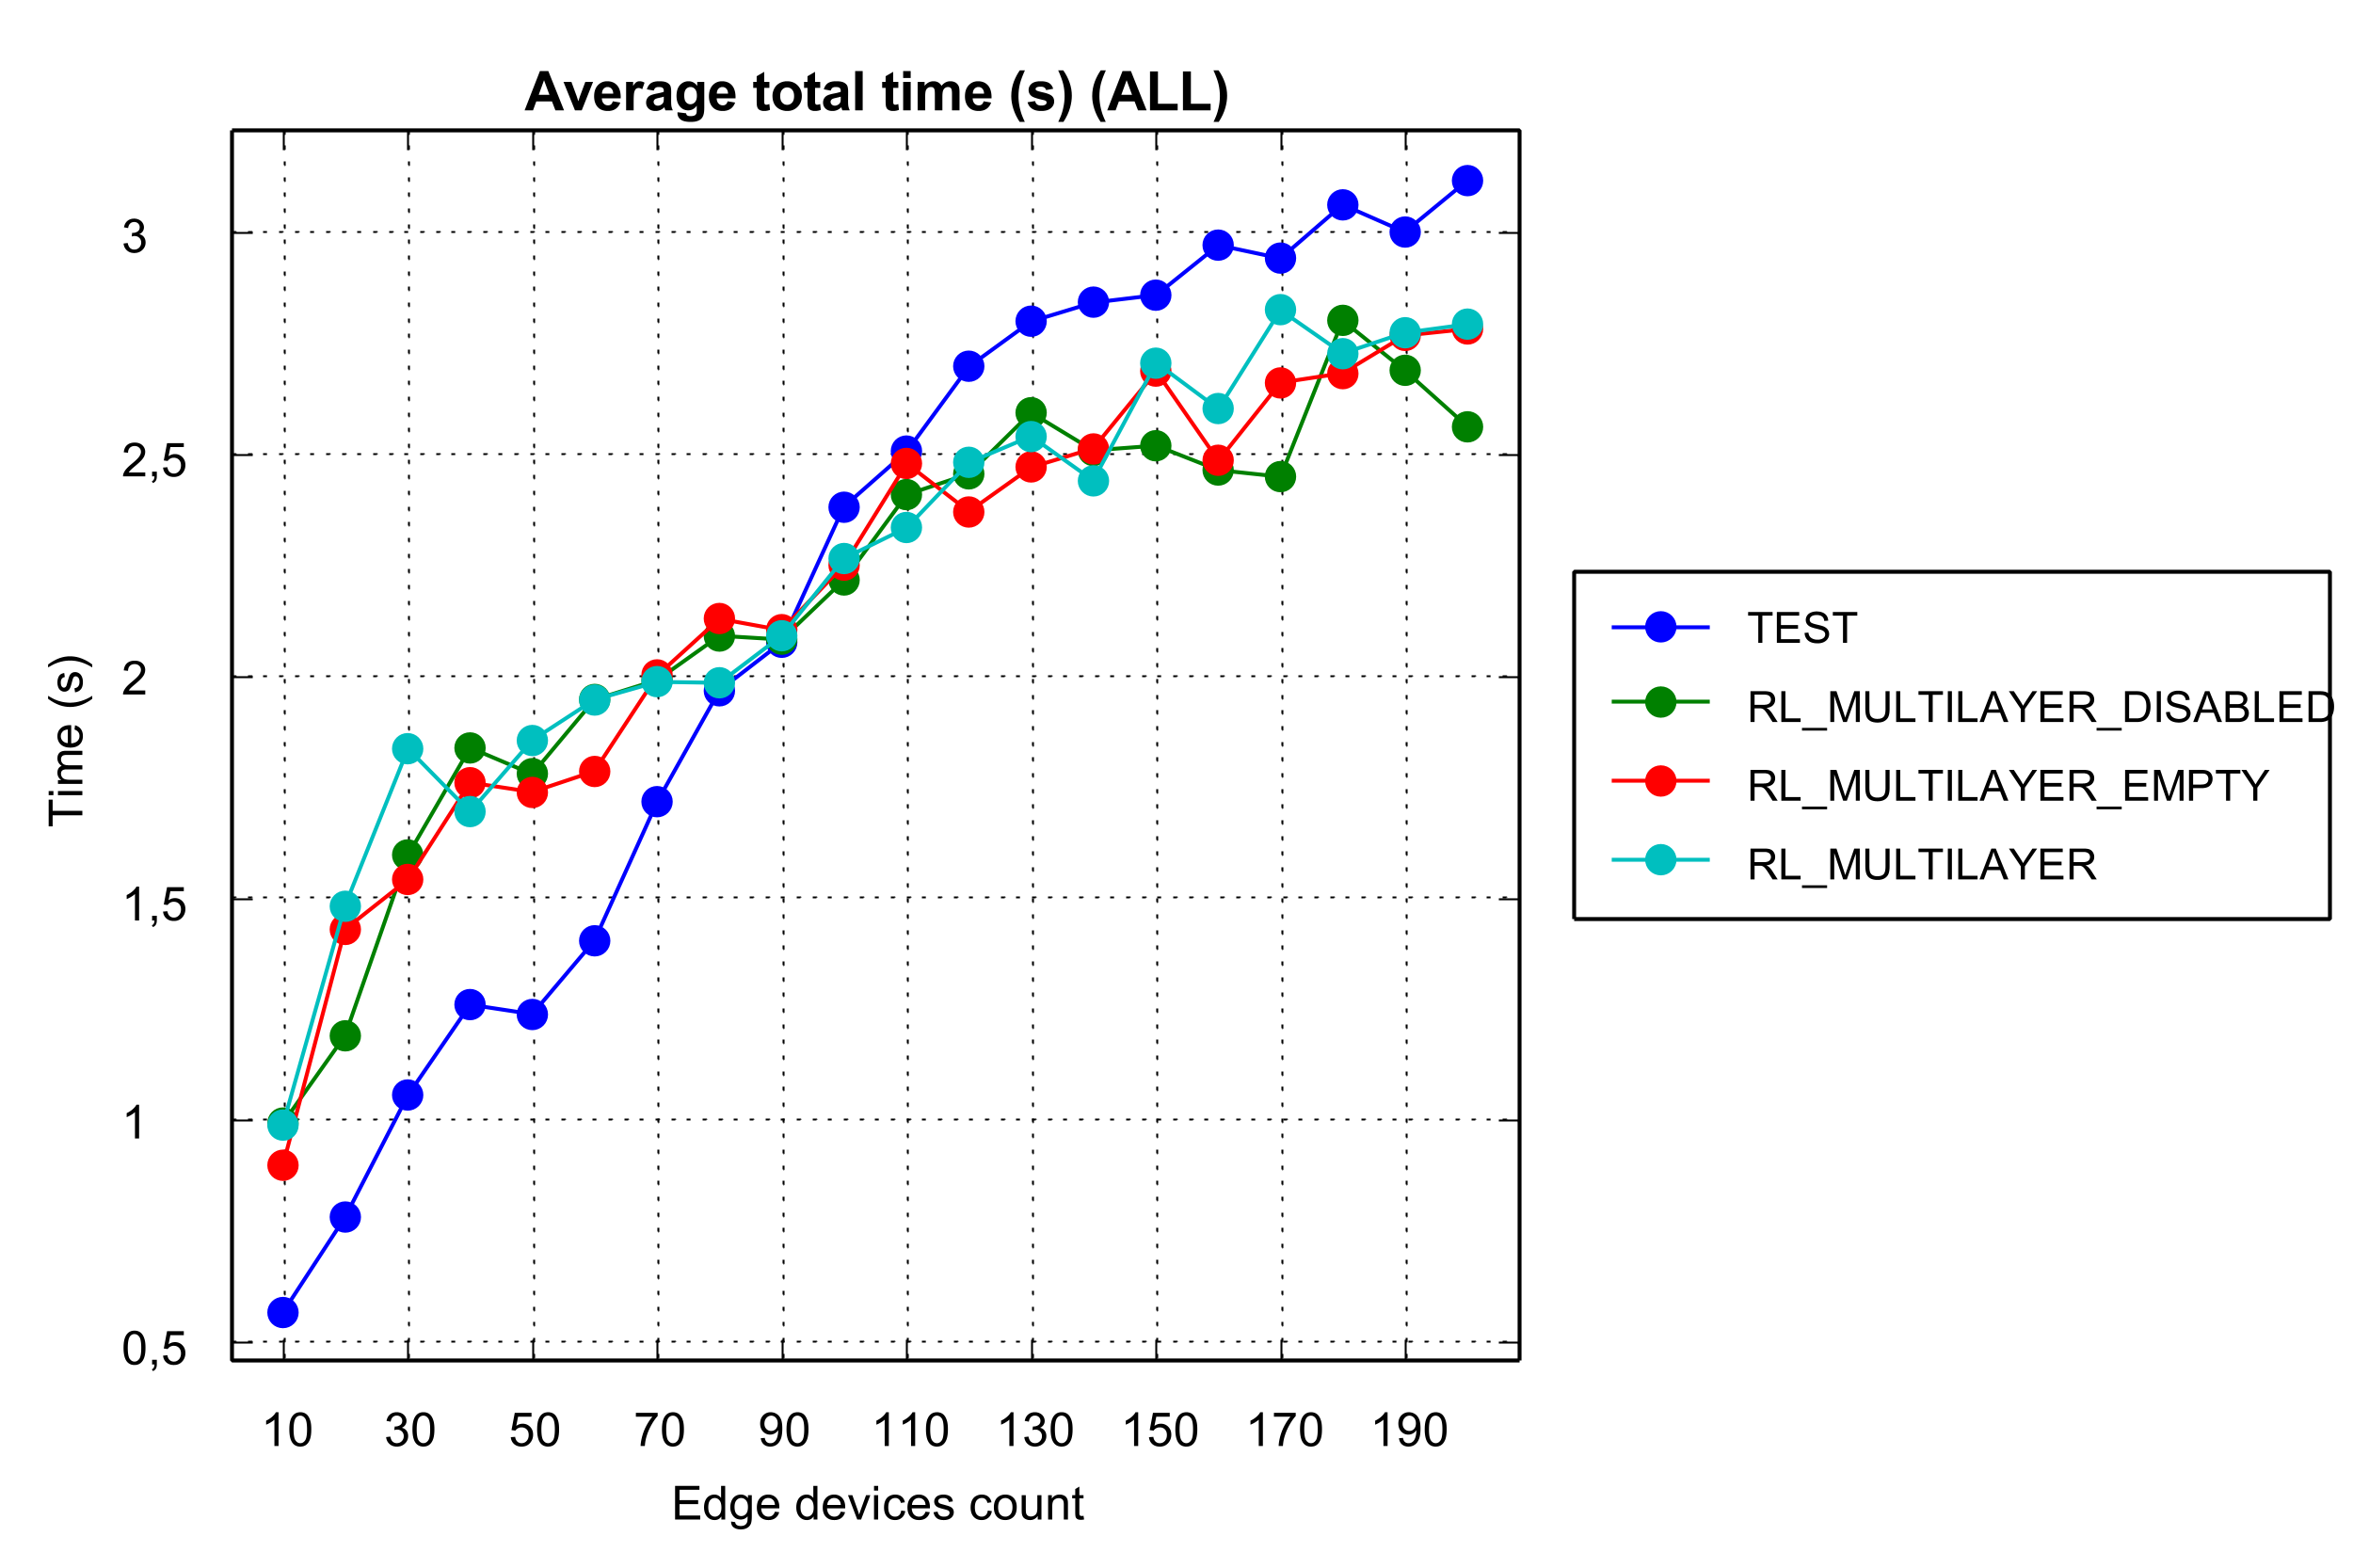 Average total time (s) (ALL)
3
2,5
2
1,5
1
0,5
Time (s)
10 30 50 70 90 110 130 150 170 190
Edge devices count
TEST
RL_MULTILAYER_DISABLED
RL_MULTILAYER_EMPTY
RL_MULTILAYER